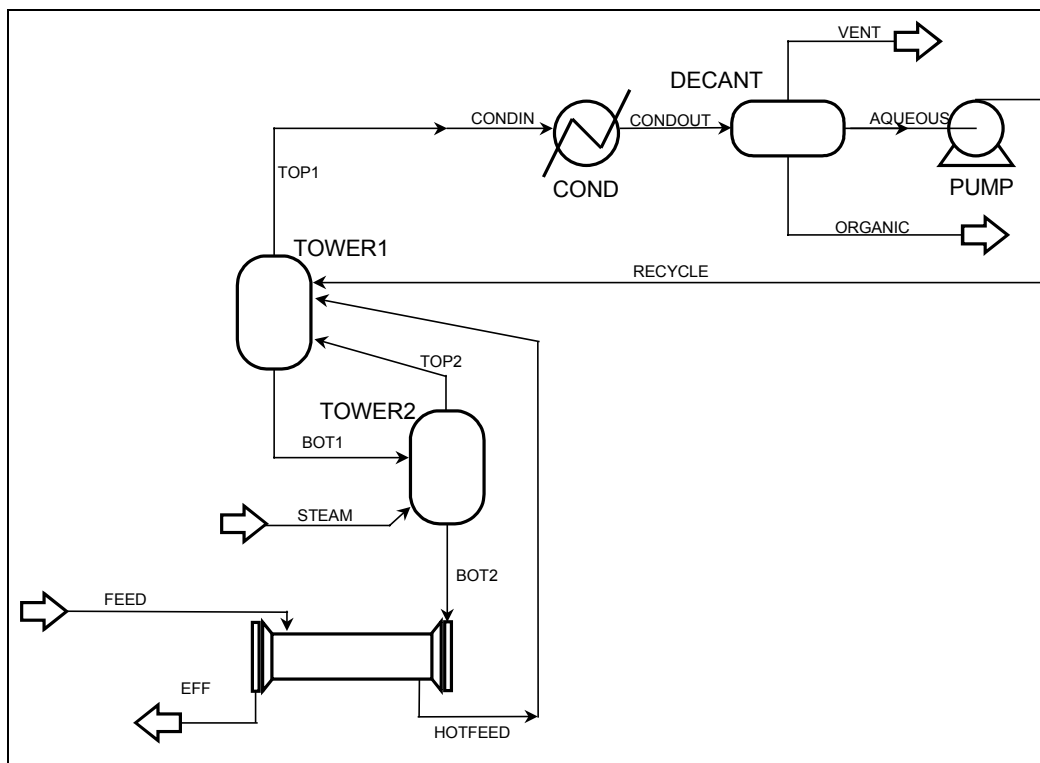 VENT
DECANT
CONDIN
CONDOUT
AQUEOUS
COND
PUMP
TOP1
ORGANIC
TOWER1
RECYCLE
TOP2
TOWER2
BOT1
STEAM
BOT2
FEED
EFF
HOTFEED